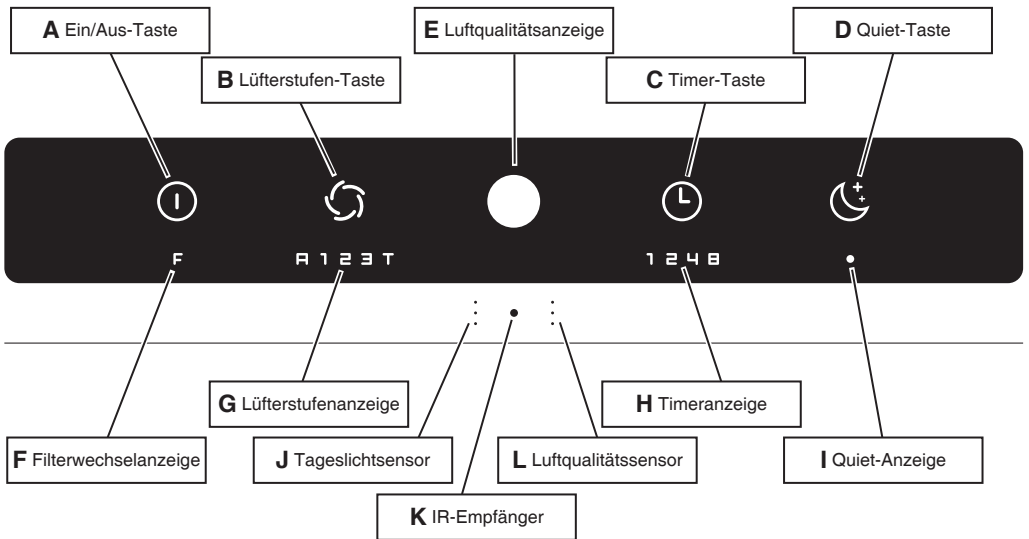 A Ein/Aus-Taste
E Luftqualitätsanzeige
D Quiet-Taste
B Lüfterstufen-Taste
C Timer-Taste
F
A 1 2 3 T
1 2 4 8
G Lüfterstufenanzeige
H Timeranzeige
F Filterwechselanzeige
J Tageslichtsensor
L Luftqualitätssensor
I Quiet-Anzeige
K IR-Empfänger